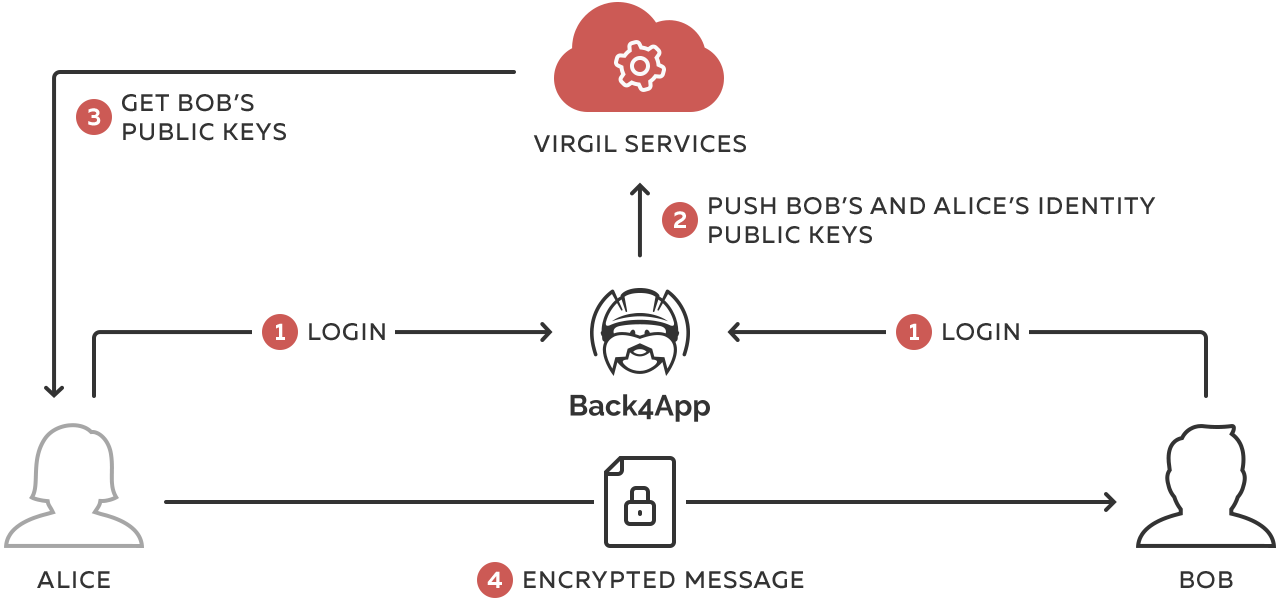 3 GET BOB'S
PUBLIC KEYS
VIRGIL SERVICES
2 PUSH BOB'S AND ALICE'S IDENTITY
PUBLIC KEYS
1 LOGIN
1 LOGIN
Back4App
ALICE
4 ENCRYPTED MESSAGE
BOB